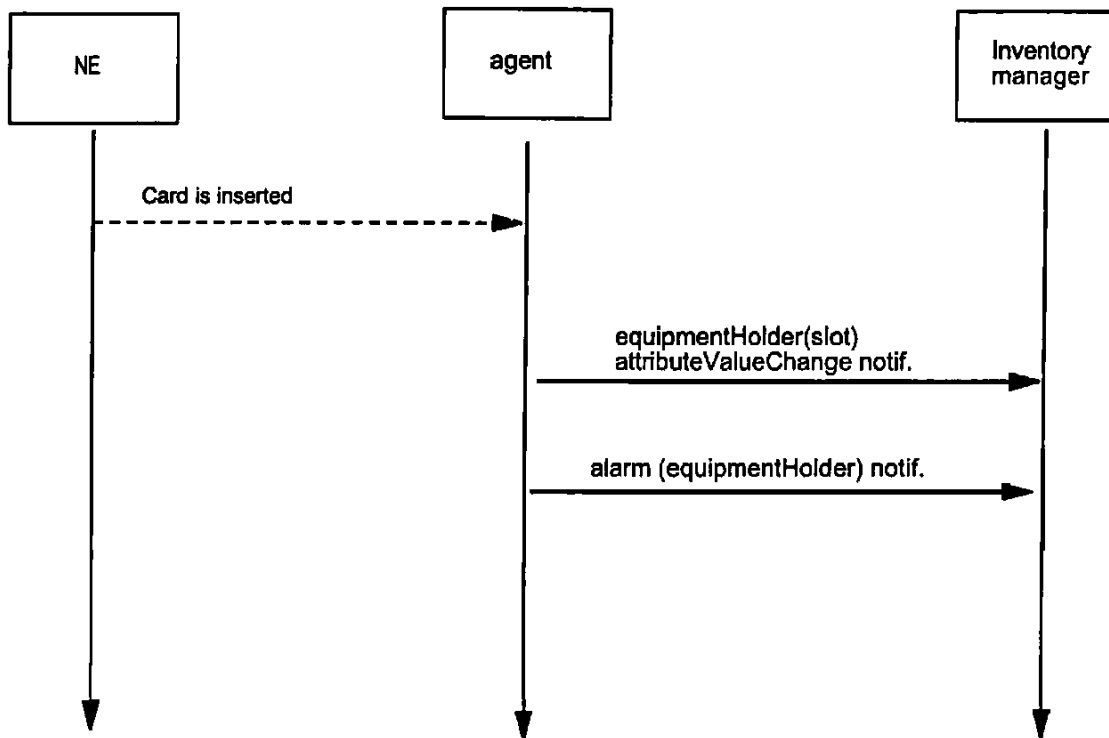 NE
agent
Inventory
manager
Card is inserted
equipmentHolder(slot)
attributeValueChange notif.
alarm (equipmentHolder) notif.